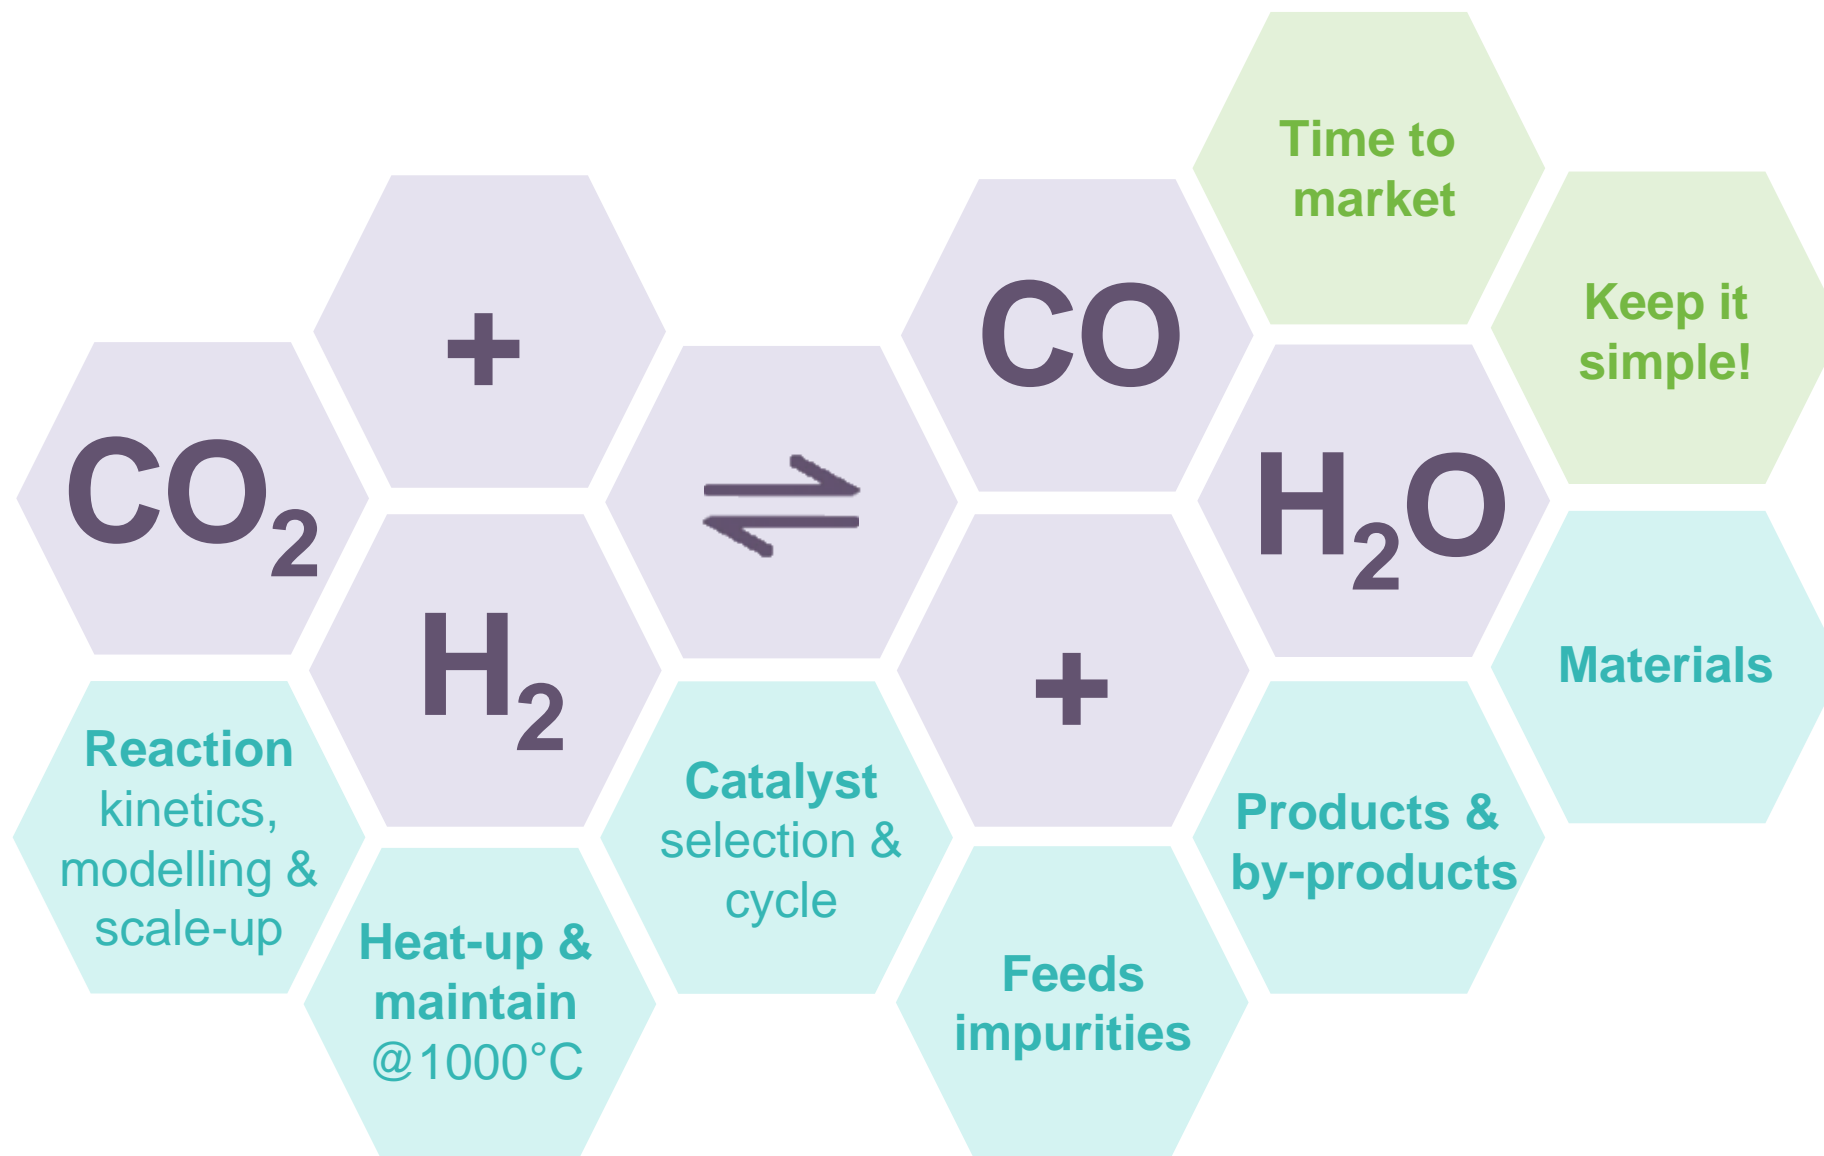 CO₂
+
H₂
⇌
CO
+
H₂O
Time to
market
Keep it
simple!
Reaction
kinetics,
modelling &
scale-up
Heat-up &
maintain
@1000°C
Catalyst
selection &
cycle
Feeds
impurities
Products &
by-products
Materials